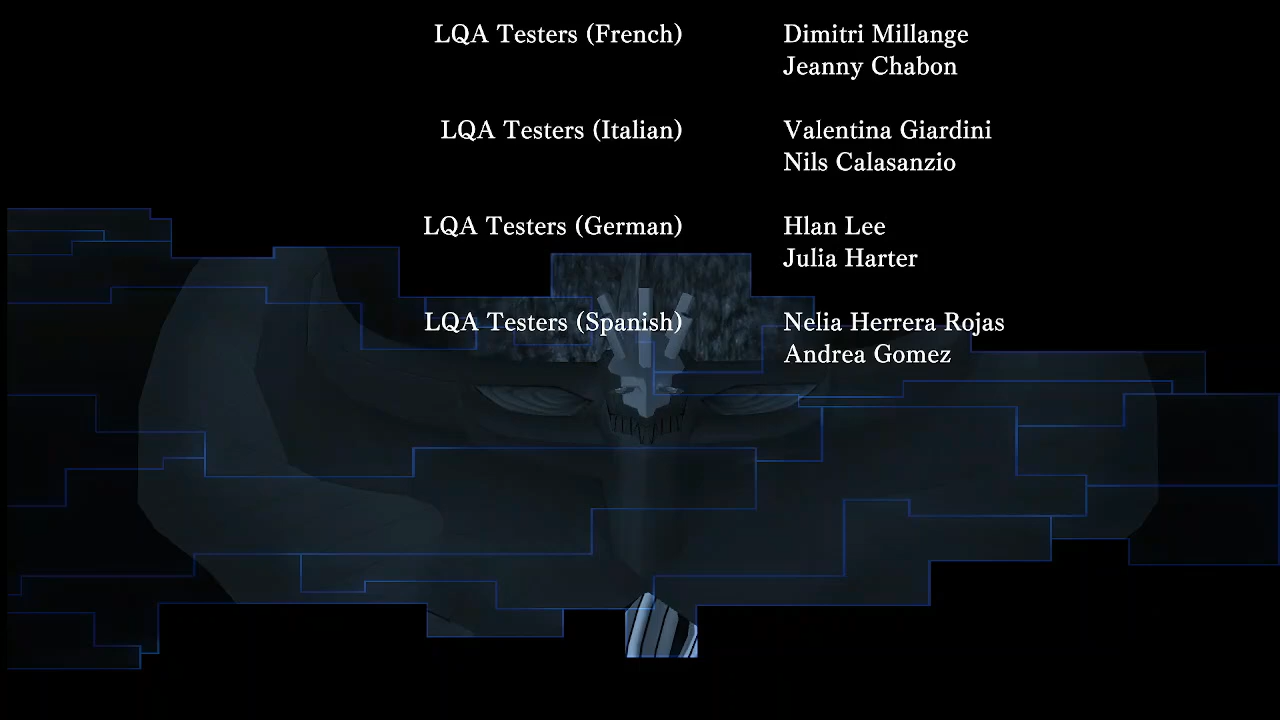 LQA Testers (French) Dimitri Millange
Jeanny Chabon
LQA Testers (Italian) Valentina Giardini
Nils Calasanzio
LQA Testers (German) Hlan Lee
Julia Harter
LQA Testers (Spanish) Nelia Herrera Rojas
Andrea Gomez